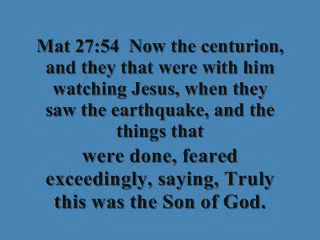 Mat 27:54  Now the centurion,
and they that were with him
watching Jesus, when they
saw the earthquake, and the
things that
were done, feared
exceedingly, saying, Truly
this was the Son of God.